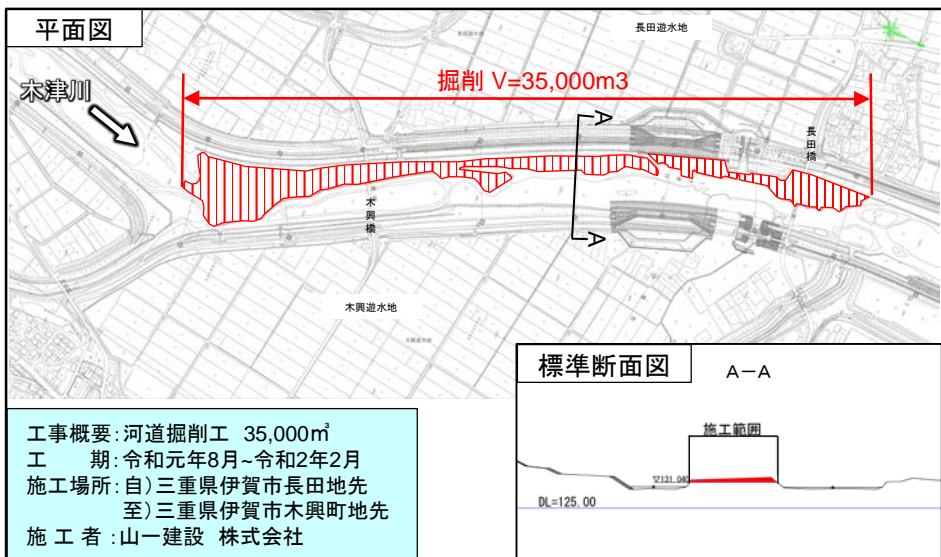 平面図
長田遊水地
木津川
掘削 V=35,000m3
A
長田橋
木興橋
A
木興遊水地
標準断面図
A－A
施工範囲
▽131.040
DL=125.00
工事概要：河道掘削工 35,000㎥
工　　期：令和元年8月~令和2年2月
施工場所：自）三重県伊賀市長田地先
至）三重県伊賀市木興町地先
施 工 者 ：山一建設 株式会社